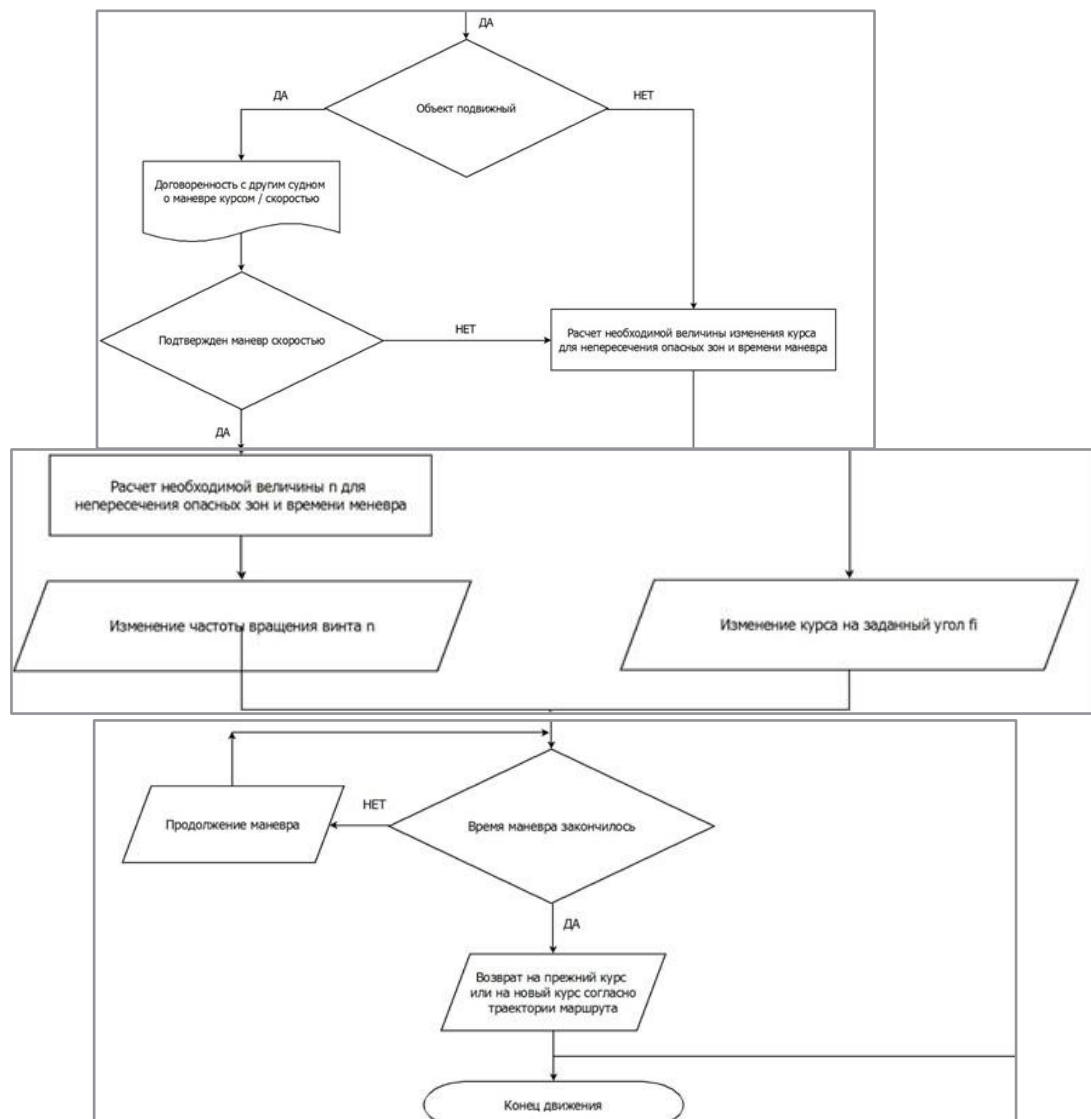 ДА
Объект подвижный
ДА
НЕТ
Договоренность с другим судном
о маневре курсом / скоростью
Подтвержден маневр скоростью
НЕТ
Расчет необходимой величины изменения курса
для непересечения опасных зон и времени маневра
ДА
Расчет необходимой величины n для
непересечения опасных зон и времени меневра
Изменение частоты вращения винта n
Изменение курса на заданный угол fi
Продолжение маневра
НЕТ
Время маневра закончилось
ДА
Возврат на прежний курс
или на новый курс согласно
траектории маршрута
Конец движения